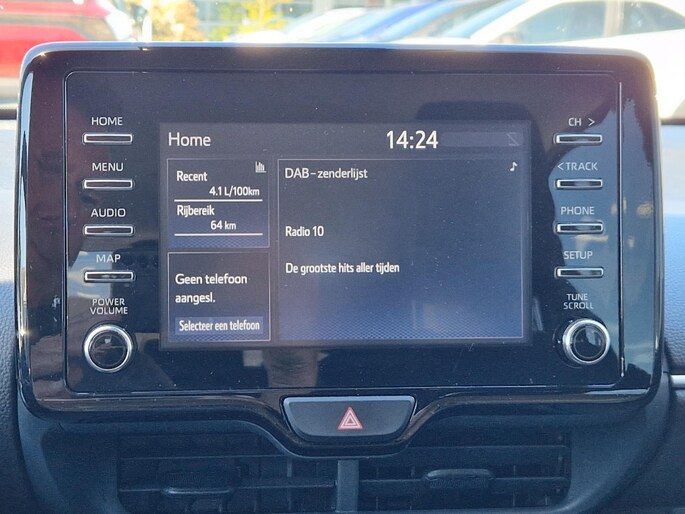 HOME
MENU
AUDIO
MAP
POWER
VOLUME
Home
14:24
Recent
4.1 L/100km
Rijbereik
64 km
Geen telefoon
aangesl.
Selecteer een telefoon
DAB-zenderlijst
Radio 10
De grootste hits aller tijden
CH >
< TRACK
PHONE
SETUP
TUNE
SCROLL